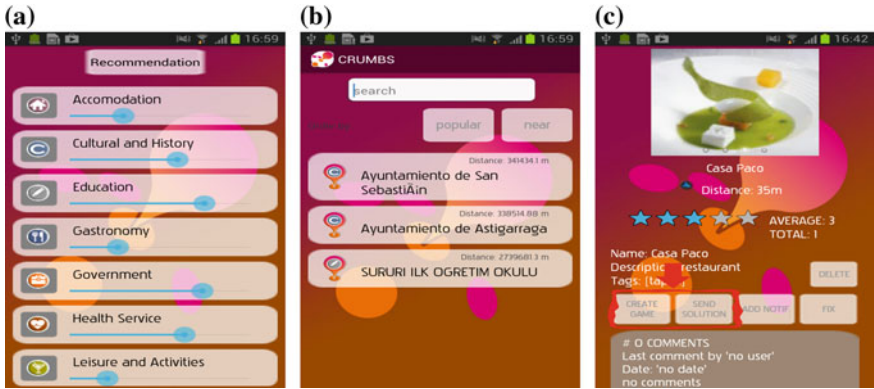 (a)
(b)
(c)
16:59
16:59
16:42
Recommendation
Accomodation
Cultural and History
Education
Gastronomy
Government
Health Service
Leisure and Activities
CRUMBS
search
popular
near
Distance: 341434.1 m
Ayuntamiento de San
SebastiÃin
Distance: 338514.88 m
Ayuntamiento de Astigarraga
Distance: 2739681.3 m
SURURI ILK OGRETIM OKULU
Casa Paco
Distance: 35m
AVERAGE: 3
TOTAL: 1
Name: Casa Paco
restaurant
Tags:
DELETE
CREATE
GAME
SEND
SOLUTION
ADD NOTIF
FIX
# 0 COMMENTS
Last comment by 'no user'
Date: 'no date'
no comments